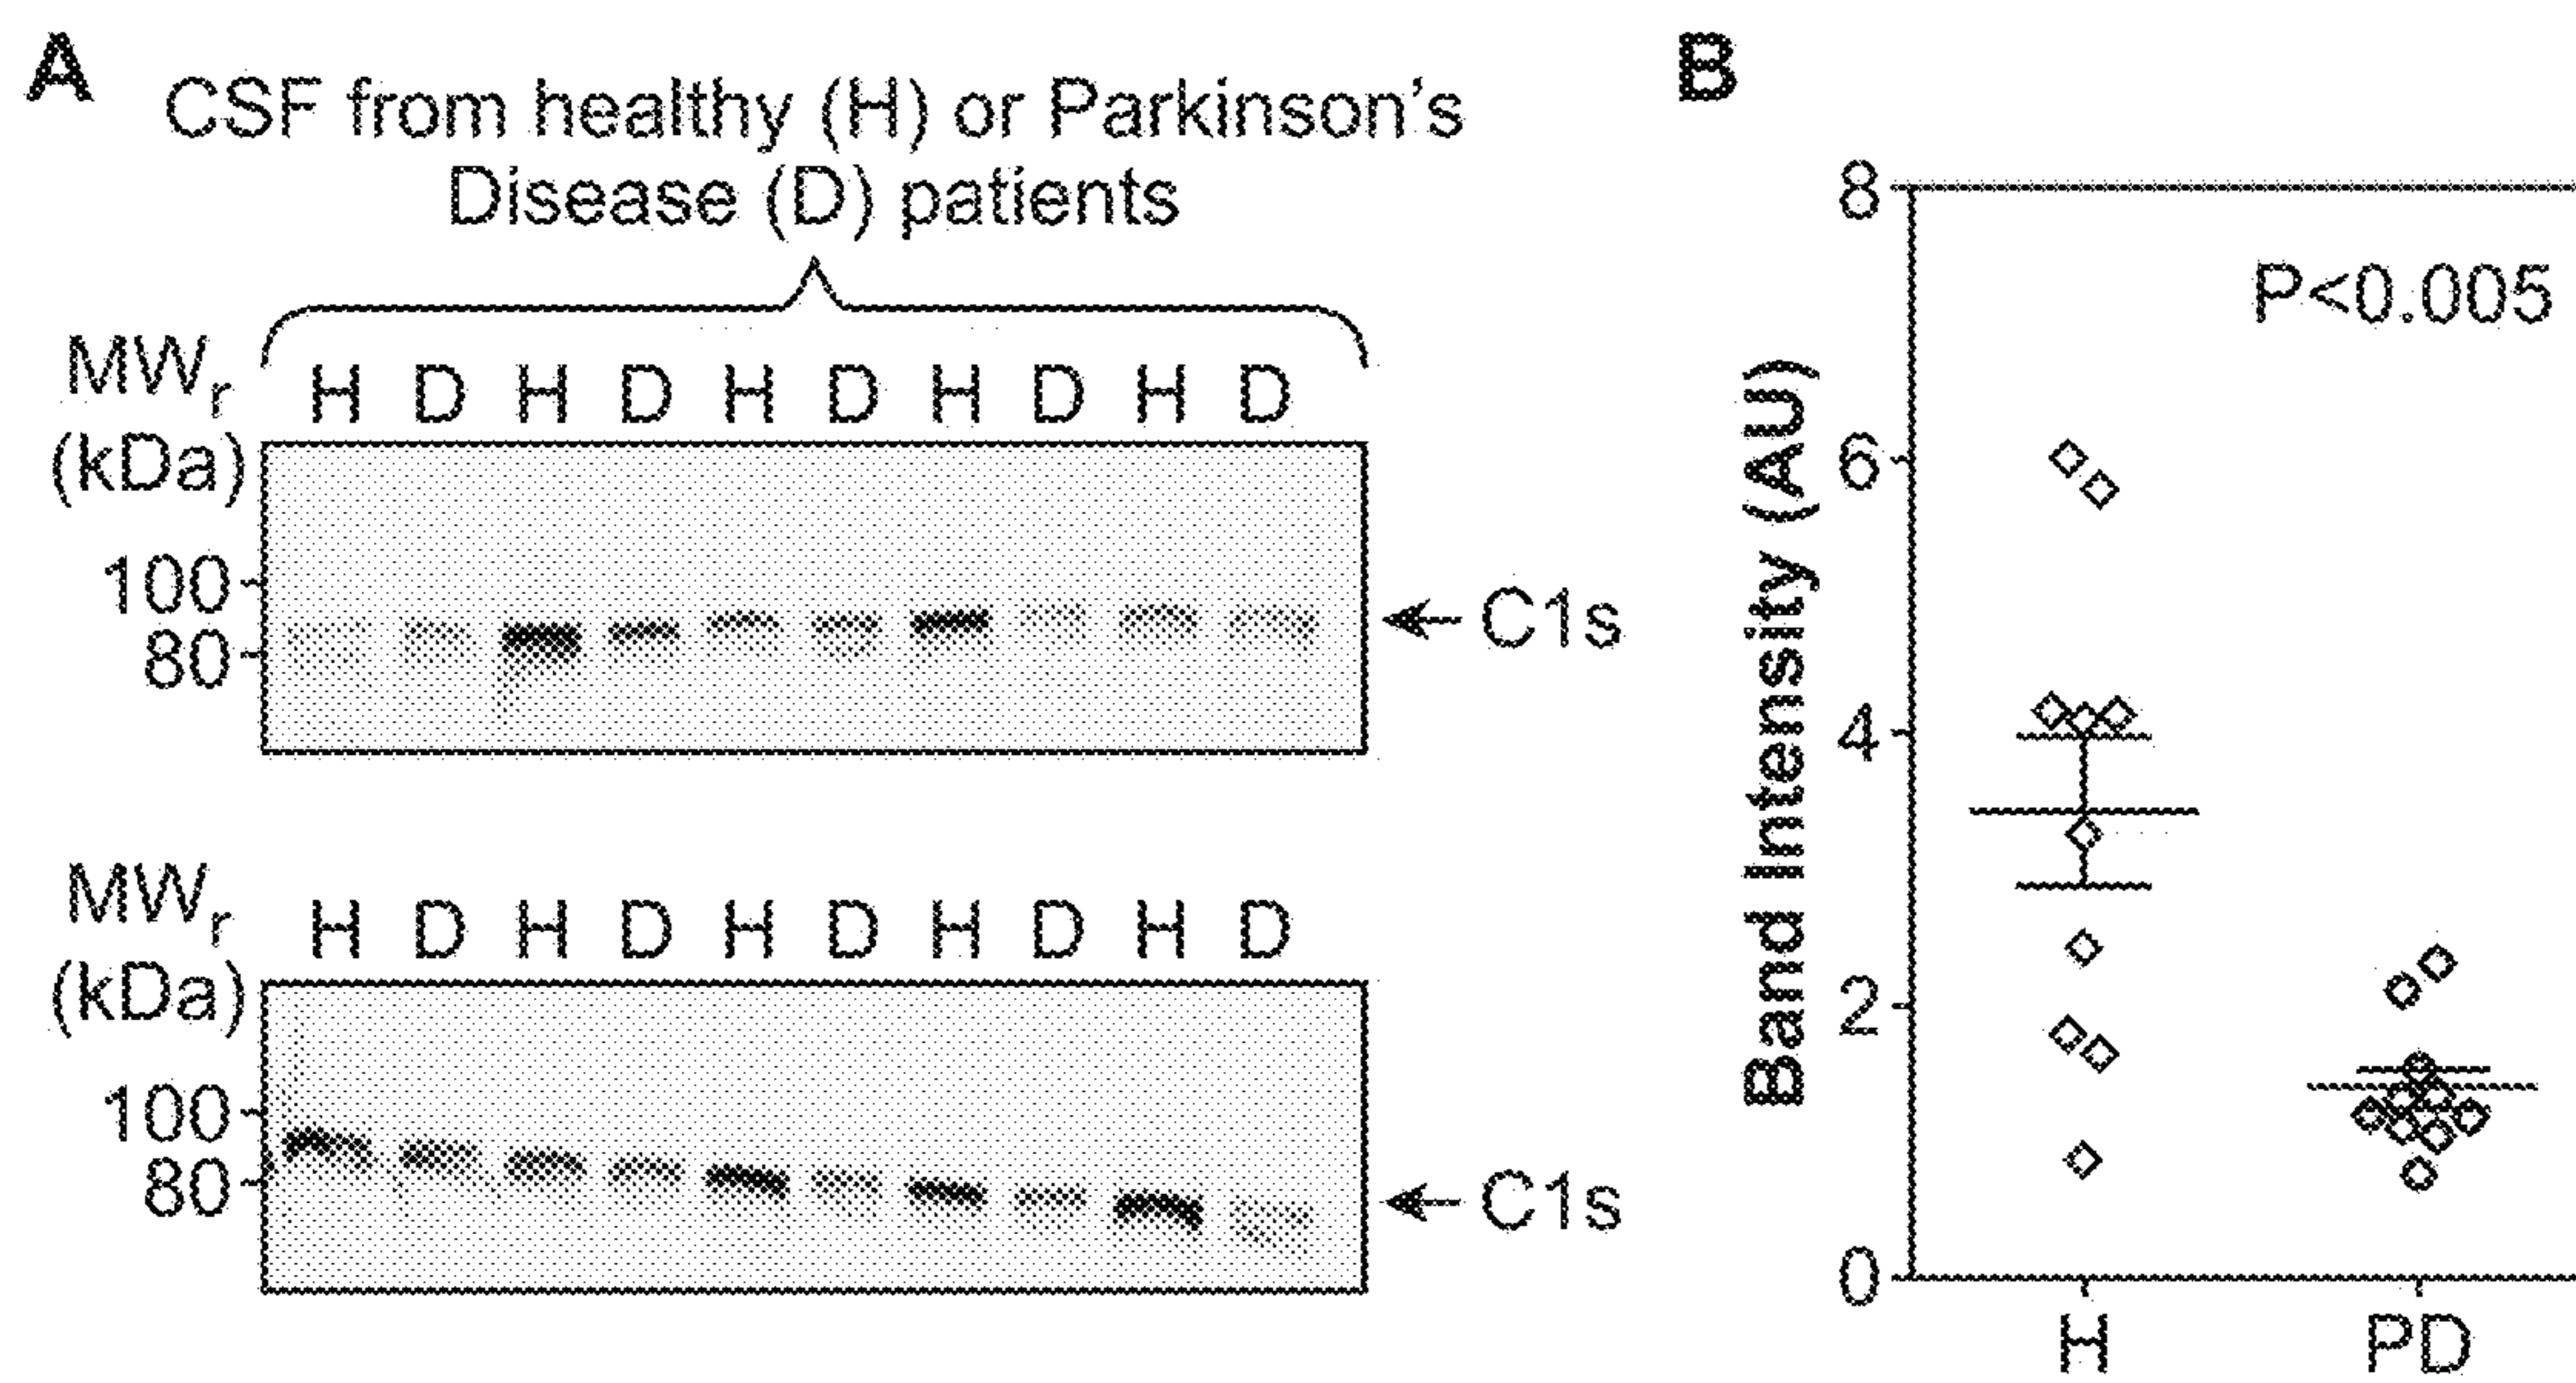 A
CSF from healthy (H) or Parkinson's
Disease (D) patients
MWr
(kDa)
H D H D H D H D H D
100
80
C1s
MWr
(kDa)
H D H D H D H D H D
100
80
C1s
B
Band Intensity (AU)
8
6
4
2
0
P<0.005
H PD